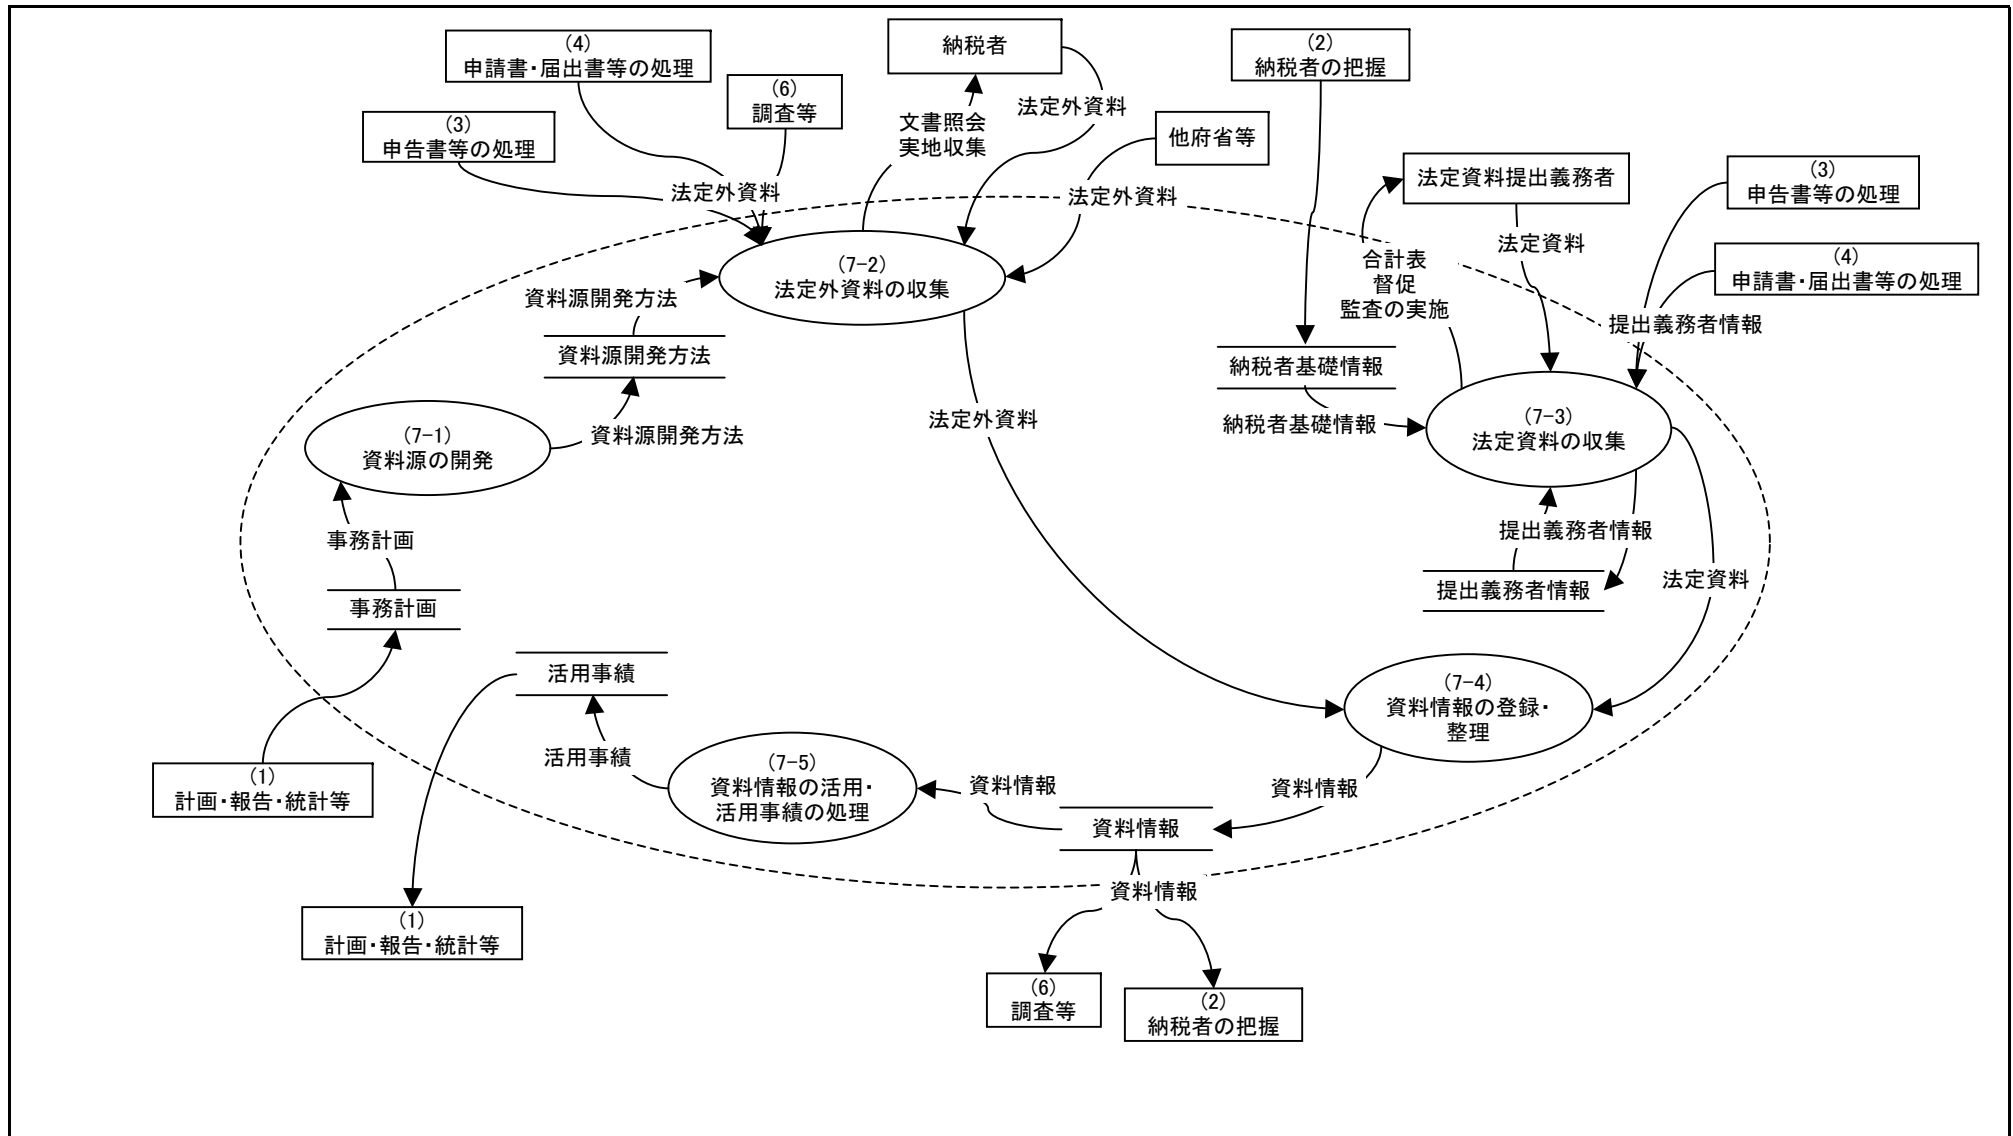 (4)
申請書・届出書等の処理
納税者
(2)
納税者の把握
(6)
調査等
(3)
申告書等の処理
文書照会
実地収集
法定外資料
他府省等
法定資料提出義務者
(3)
申告書等の処理
法定外資料
法定外資料
法定資料
(4)
申請書・届出書等の処理
(7-2)
法定外資料の収集
合計表
督促
監査の実施
提出義務者情報
資料源開発方法
資料源開発方法
納税者基礎情報
(7-1)
資料源の開発
資料源開発方法
法定外資料
納税者基礎情報
(7-3)
法定資料の収集
事務計画
提出義務者情報
事務計画
提出義務者情報
法定資料
活用事績
(7-4)
資料情報の登録・
整理
活用事績
(7-5)
資料情報の活用・
活用事績の処理
資料情報
資料情報
(1)
計画・報告・統計等
資料情報
資料情報
(1)
計画・報告・統計等
(6)
調査等
(2)
納税者の把握